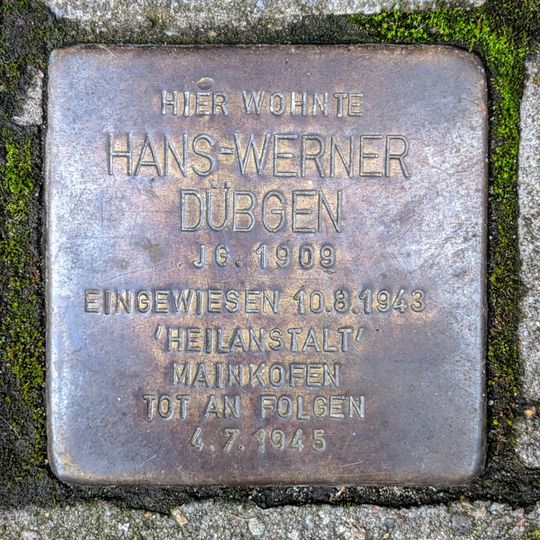 HIER WOHNTE
HANS-WERNER
DÜBGEN
JG. 1909
EINGEWIESEN 10.8.1943
'HEILANSTALT'
MAINKOFEN
TOT AN FOLGEN
4.7.1945